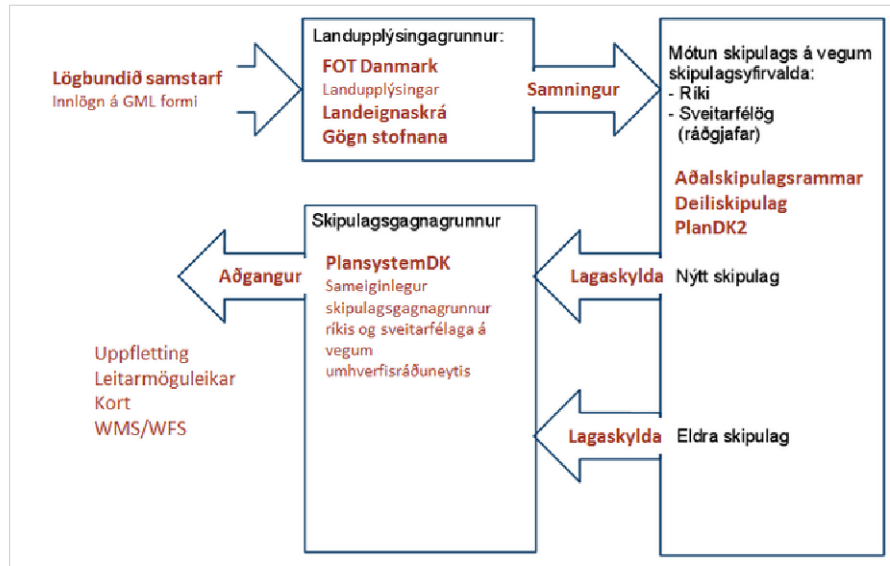 Lögbundið samstarf
Innlögn á GML formi
Landupplýsingagrunnur:
FOT Danmark
Landupplýsingar
Landeignaskrá
Gögn stofnana
Samningur
Mótun skipulags á vegum
skipulagsyfirvalda:
- Ríki
- Sveitarfélög
(ráðgjafar)
Aðalskipulagsrammar
Deiliskipulag
PlanDK2
Nýtt skipulag
Lagaskylda
Eldra skipulag
Lagaskylda
Skipulagsgagnagrunnur
PlansystemDK
Sameiginlegur
skipulagsgagnagrunnur
ríkis og sveitarfélaga á
vegum
umhverfisráðuneytis
Aðgangur
Uppfletting
Leitarmöguleikar
Kort
WMS/WFS